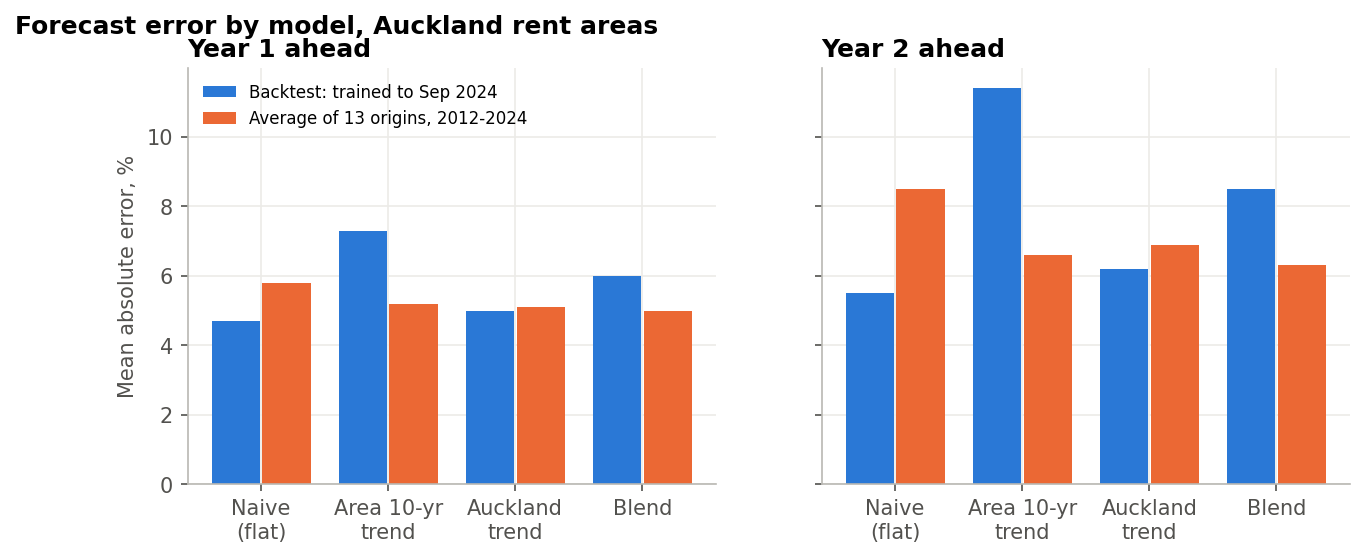 Forecast error by model, Auckland rent areas
Year 1 ahead
Year 2 ahead
Backtest: trained to Sep 2024
Average of 13 origins, 2012-2024
Mean absolute error, %
10
8
6
4
2
0
Naive
(flat)
Area 10-yr
trend
Auckland
trend
Blend
Naive
(flat)
Area 10-yr
trend
Auckland
trend
Blend